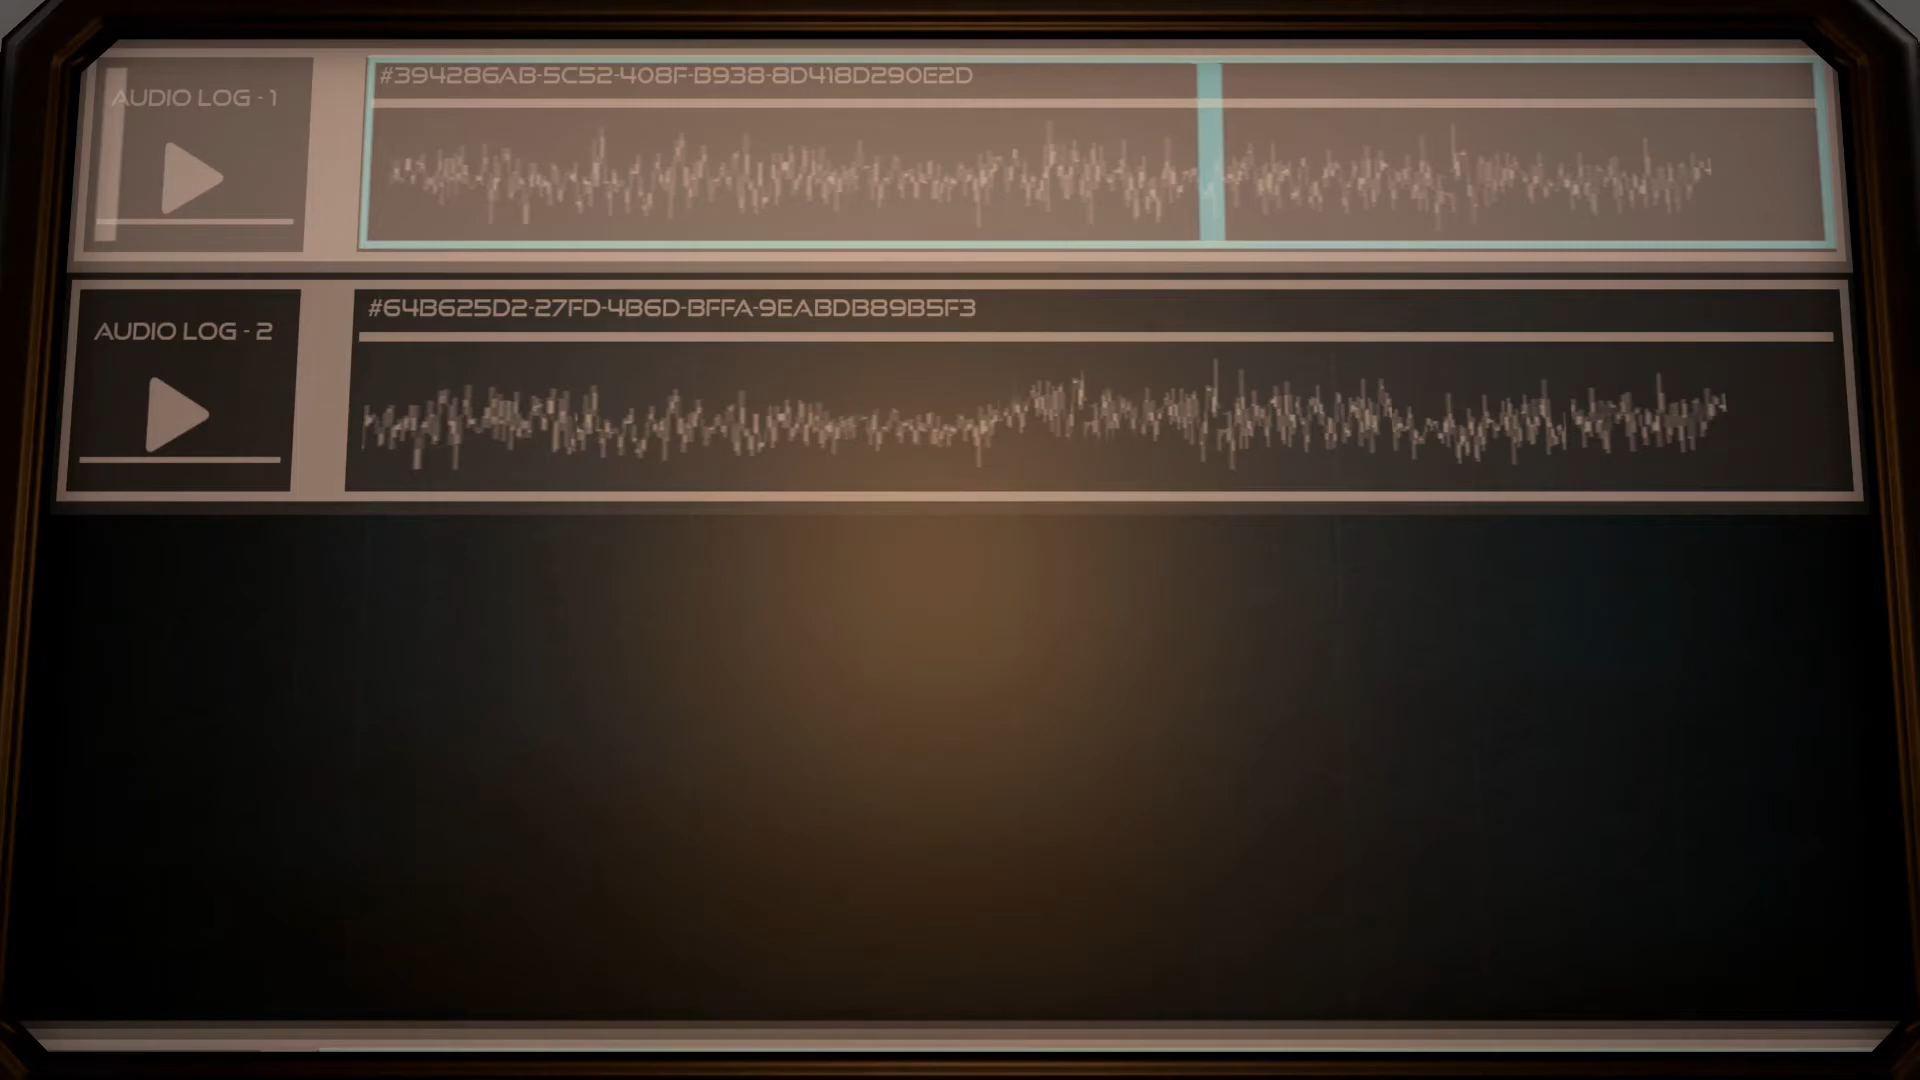 AUDIO LOG - 1
#394286AB-5C52-408F-B938-8D418D290E2D
AUDIO LOG - 2
#64B625D2-27FD-4B6D-BFFA-9EABDB89B5F3